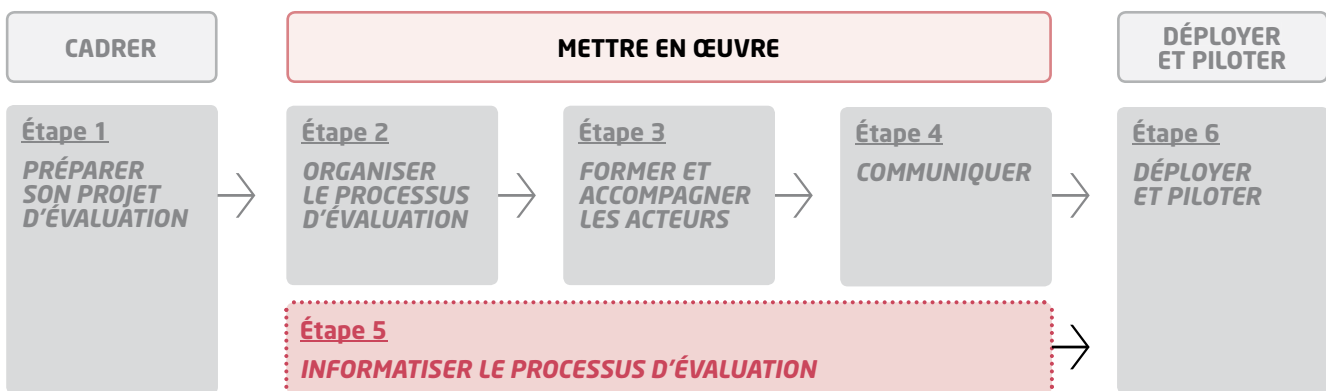 CADRER
METTRE EN ŒUVRE
DÉPLOYER
ET PILOTER
Étape 1
PRÉPARER
SON PROJET
D'ÉVALUATION
Étape 2
ORGANISER
LE PROCESSUS
D'ÉVALUATION
Étape 3
FORMER ET
ACCOMPAGNER
LES ACTEURS
Étape 4
COMMUNIQUER
Étape 5
INFORMATISER LE PROCESSUS D'ÉVALUATION
Étape 6
DÉPLOYER
ET PILOTER